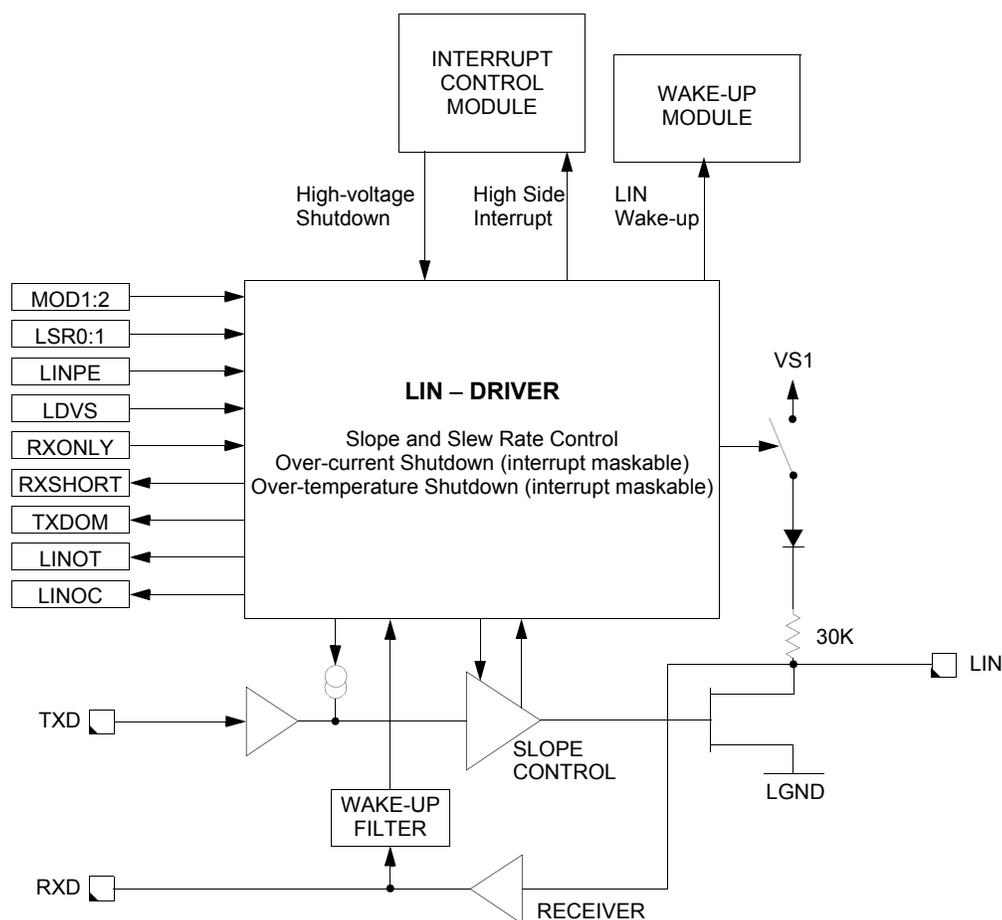 INTERRUPT
CONTROL
MODULE
WAKE-UP
MODULE
High-voltage
Shutdown
High Side
Interrupt
LIN
Wake-up
MOD1:2
LSR0:1
LINPE
LDVS
RXONLY
RXSHORT
TXDOM
LINOT
LINOC
LIN – DRIVER
Slope and Slew Rate Control
Over-current Shutdown (interrupt maskable)
Over-temperature Shutdown (interrupt maskable)
VS1
30K
LIN
TXD
SLOPE
CONTROL
LGND
WAKE-UP
FILTER
RXD
RECEIVER